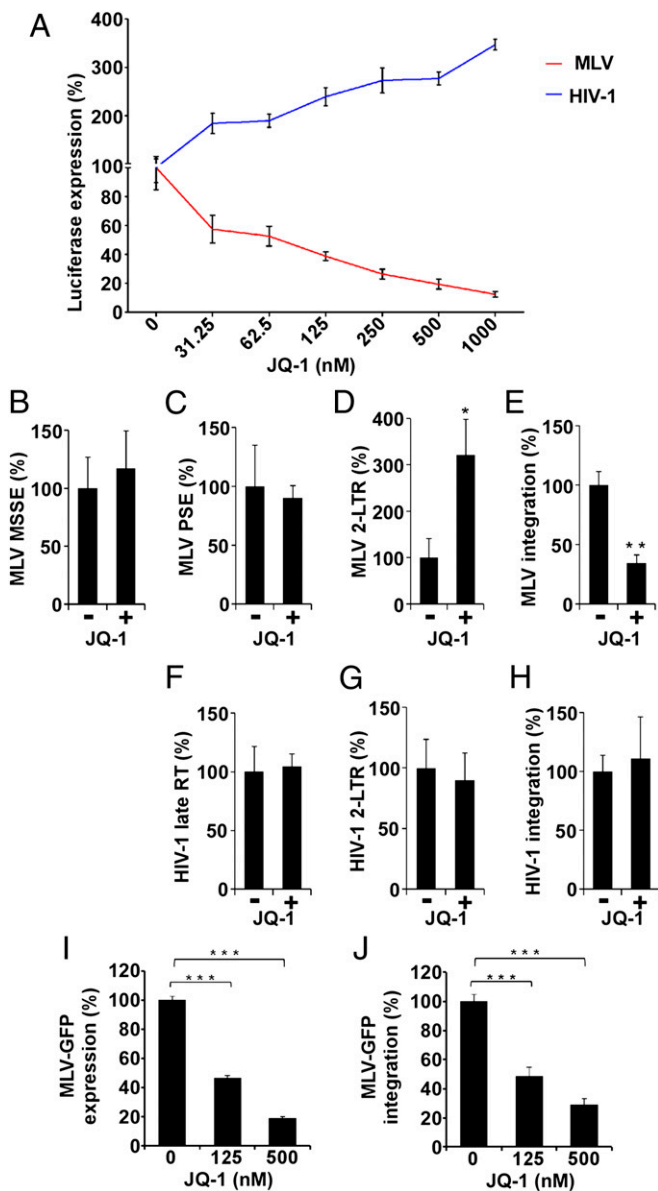 A
Luciferase expression (%)
400
300
200
100
80
60
40
20
0
0 31.25 62.5 125 250 500 1000
JQ-1 (nM)
MLV
HIV-1
B
MLV MSSE (%)
150
100
50
0
- +
JQ-1
C
MLV PSE (%)
150
100
50
0
- +
JQ-1
D
MLV 2-LTR (%)
400
300
200
100
0
*
- +
JQ-1
E
MLV integration (%)
150
100
50
0
* *
- +
JQ-1
F
HIV-1 late RT (%)
150
100
50
0
- +
JQ-1
G
HIV-1 2-LTR (%)
150
100
50
0
- +
JQ-1
H
HIV-1 integration (%)
150
100
50
0
- +
JQ-1
I
MLV-GFP
expression (%)
120
100
80
60
40
20
0
* * *
* * *
0 125 500
JQ-1 (nM)
J
MLV-GFP
integration (%)
120
100
80
60
40
20
0
* * *
* * *
0 125 500
JQ-1 (nM)